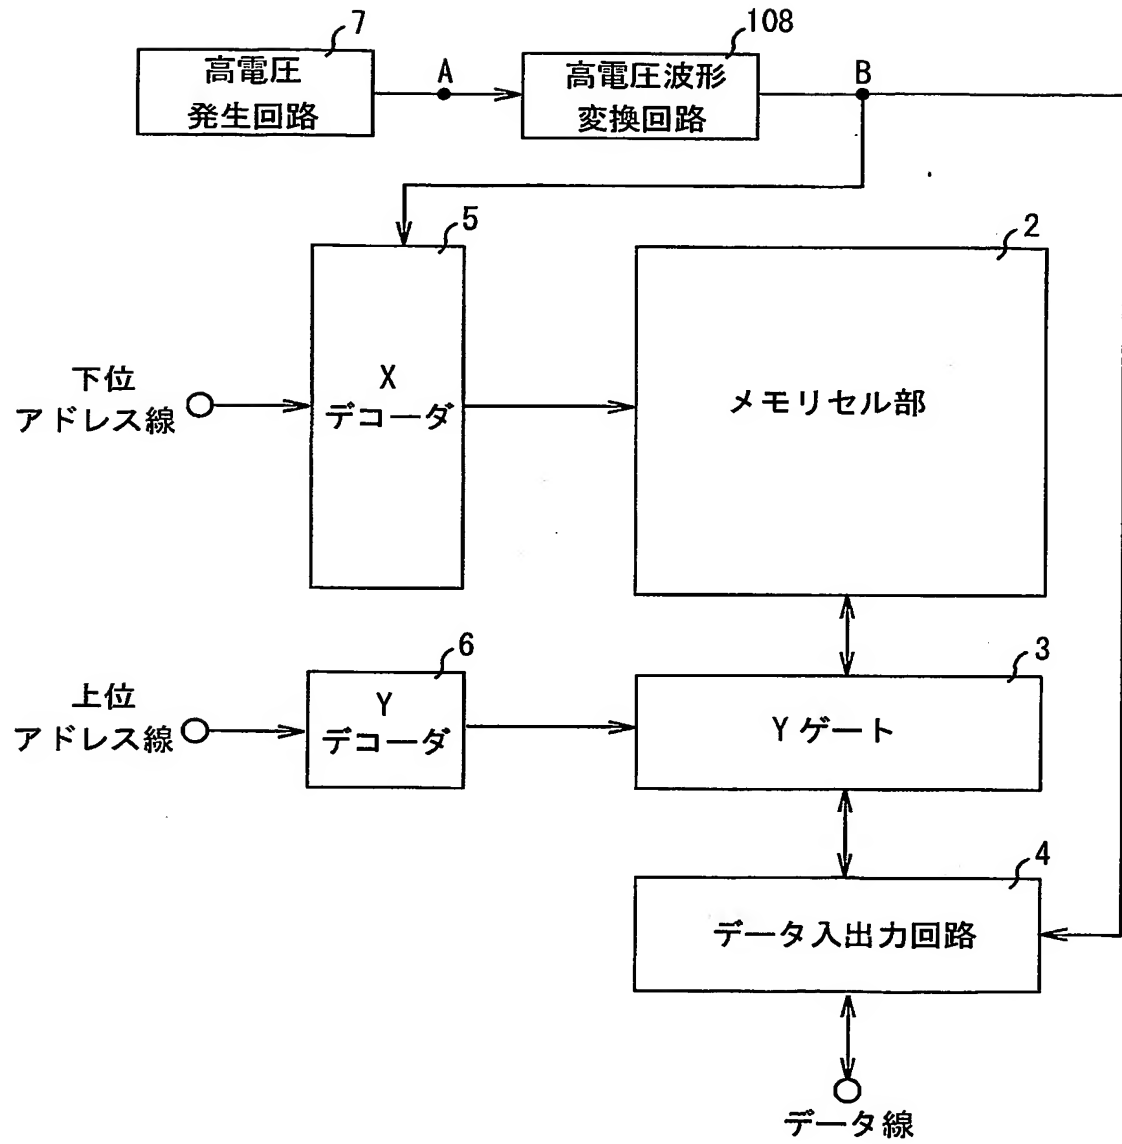 7
108
高電圧
発生回路
A
高電圧波形
変換回路
B
5
2
下位
アドレス線
X
デコーダ
メモリセル部
6
3
上位
アドレス線
Y
デコーダ
Yゲート
4
データ入出力回路
データ線